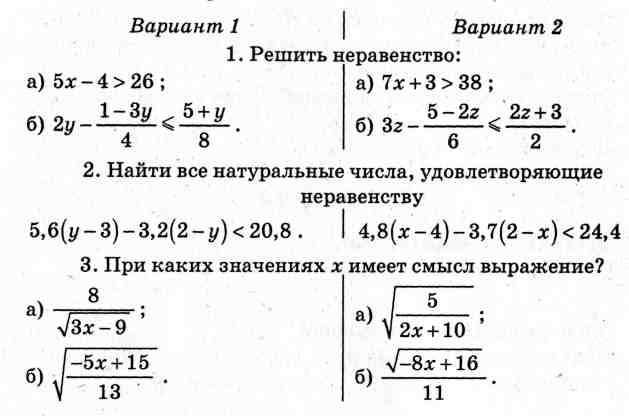 Вариант 1 | Вариант 2
1. Решить неравенство:
а) 5x − 4 > 26 ; | а) 7x + 3 > 38 ;
б) 2y − (1 − 3y)/4 ⩽ (5 + y)/8 . | б) 3z − (5 − 2z)/6 ⩽ (2z + 3)/2 .
2. Найти все натуральные числа, удовлетворяющие
неравенству
5,6(y − 3) − 3,2(2 − y) < 20,8 . | 4,8(x − 4) − 3,7(2 − x) < 24,4
3. При каких значениях x имеет смысл выражение?
а) 8/√(3x − 9) ; | а) √(5/(2x + 10)) ;
б) √((−5x + 15)/13) . | б) √(−8x + 16)/11 .